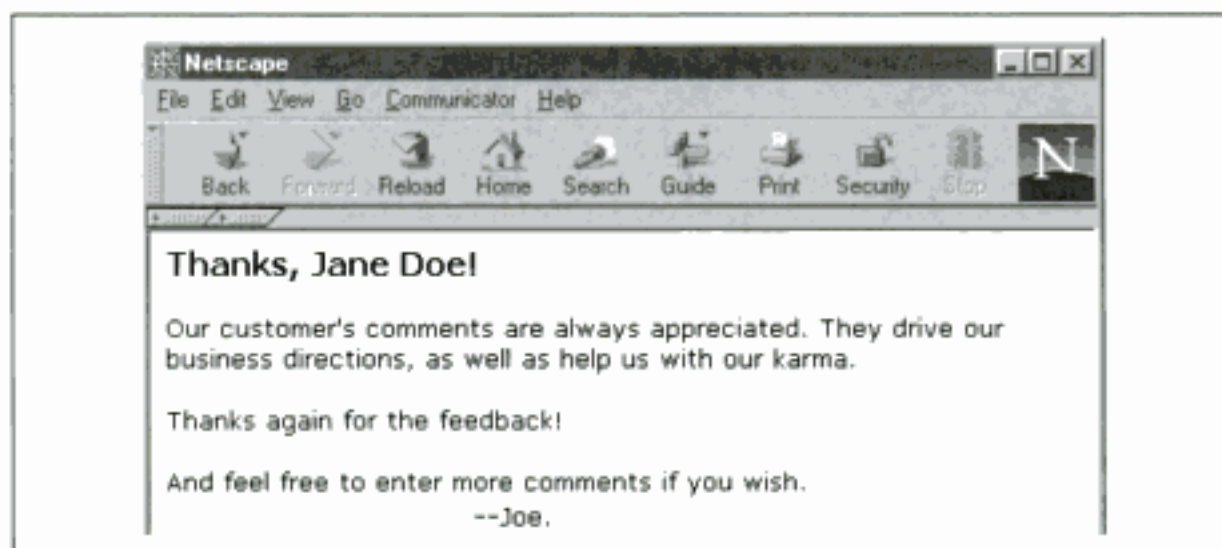 Netscape
File Edit View Go Communicator Help
Back Forward Reload Home Search Guide Print Security Stop
N
Thanks, Jane Doe!
Our customer's comments are always appreciated. They drive our
business directions, as well as help us with our karma.
Thanks again for the feedback!
And feel free to enter more comments if you wish.
--Joe.